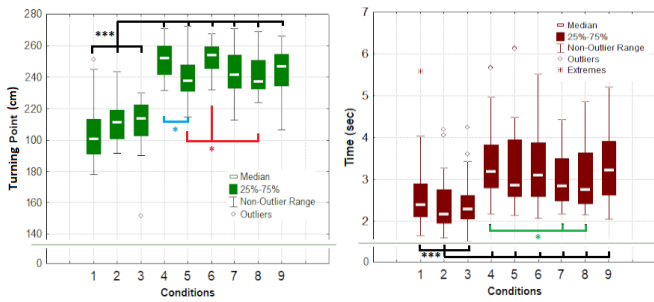 280
260
240
220
100
180
160
140
0
Turning Point (cm)
***
*
*
Median
25%-75%
Non-Outlier Range
Outliers
1 2 3 4 5 6 7 8 9
Conditions
7
6
5
4
3
2
0
Time (sec)
Median
25%-75%
Non-Outlier Range
Outliers
Extremes
*
***
1 2 3 4 5 6 7 8 9
Conditions